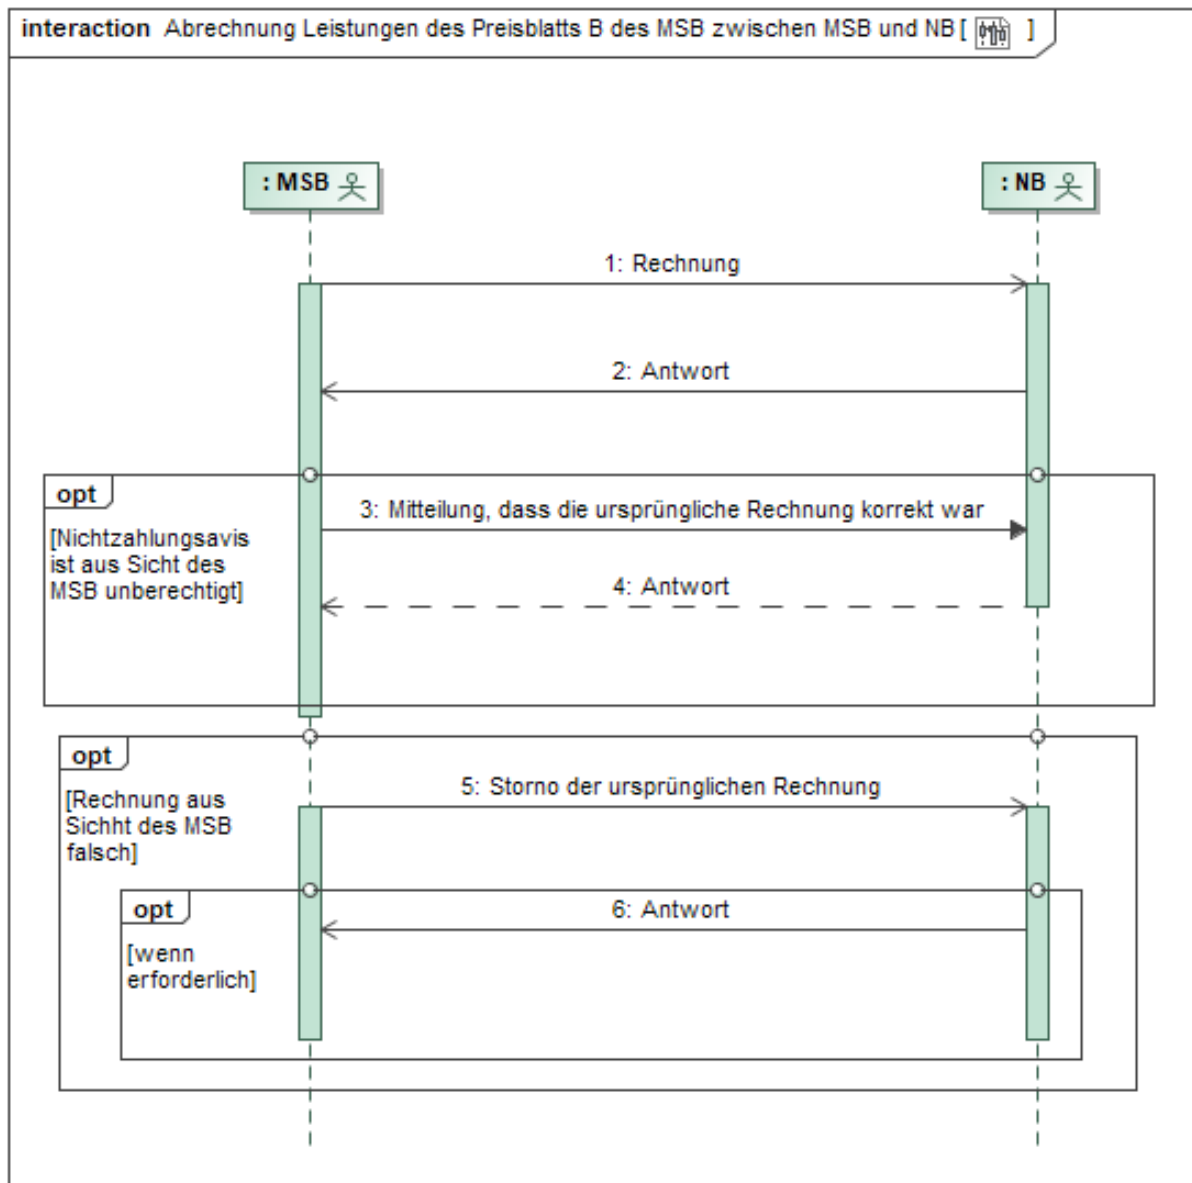 interaction Abrechnung Leistungen des Preisblatts B des MSB zwischen MSB und NB [ ]
: MSB
: NB
1: Rechnung
2: Antwort
opt
[Nichtzahlungsavis
ist aus Sicht des
MSB unberechtigt]
3: Mitteilung, dass die ursprüngliche Rechnung korrekt war
4: Antwort
opt
[Rechnung aus
Sichht des MSB
falsch]
5: Storno der ursprünglichen Rechnung
opt
[wenn
erforderlich]
6: Antwort